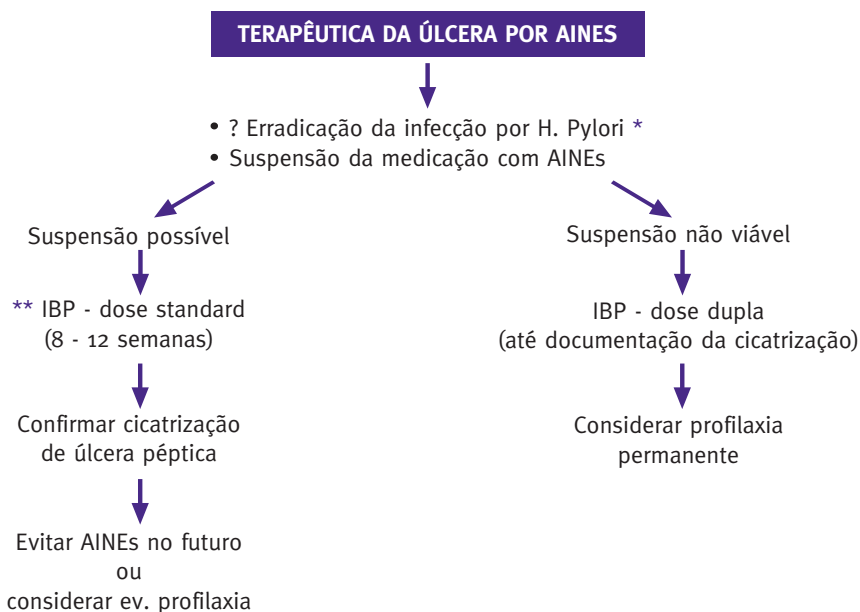 TERAPÊUTICA DA ÚLCERA POR AINES
• ? Erradicação da infecção por H. Pylori *
• Suspensão da medicação com AINEs
Suspensão possível
** IBP - dose standard
(8 - 12 semanas)
Confirmar cicatrização
de úlcera péptica
Evitar AINEs no futuro
ou
considerar ev. profilaxia
Suspensão não viável
IBP - dose dupla
(até documentação da cicatrização)
Considerar profilaxia
permanente